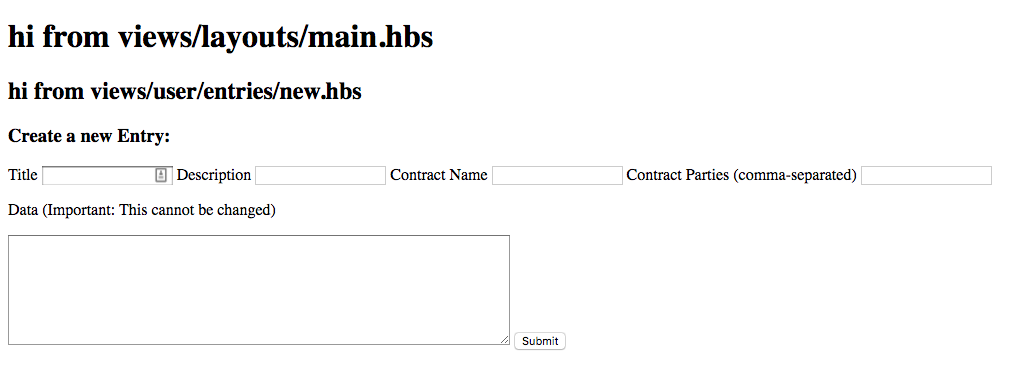 hi from views/layouts/main.hbs
hi from views/user/entries/new.hbs
Create a new Entry:
Title Description Contract Name Contract Parties (comma-separated)
Data (Important: This cannot be changed)
Submit